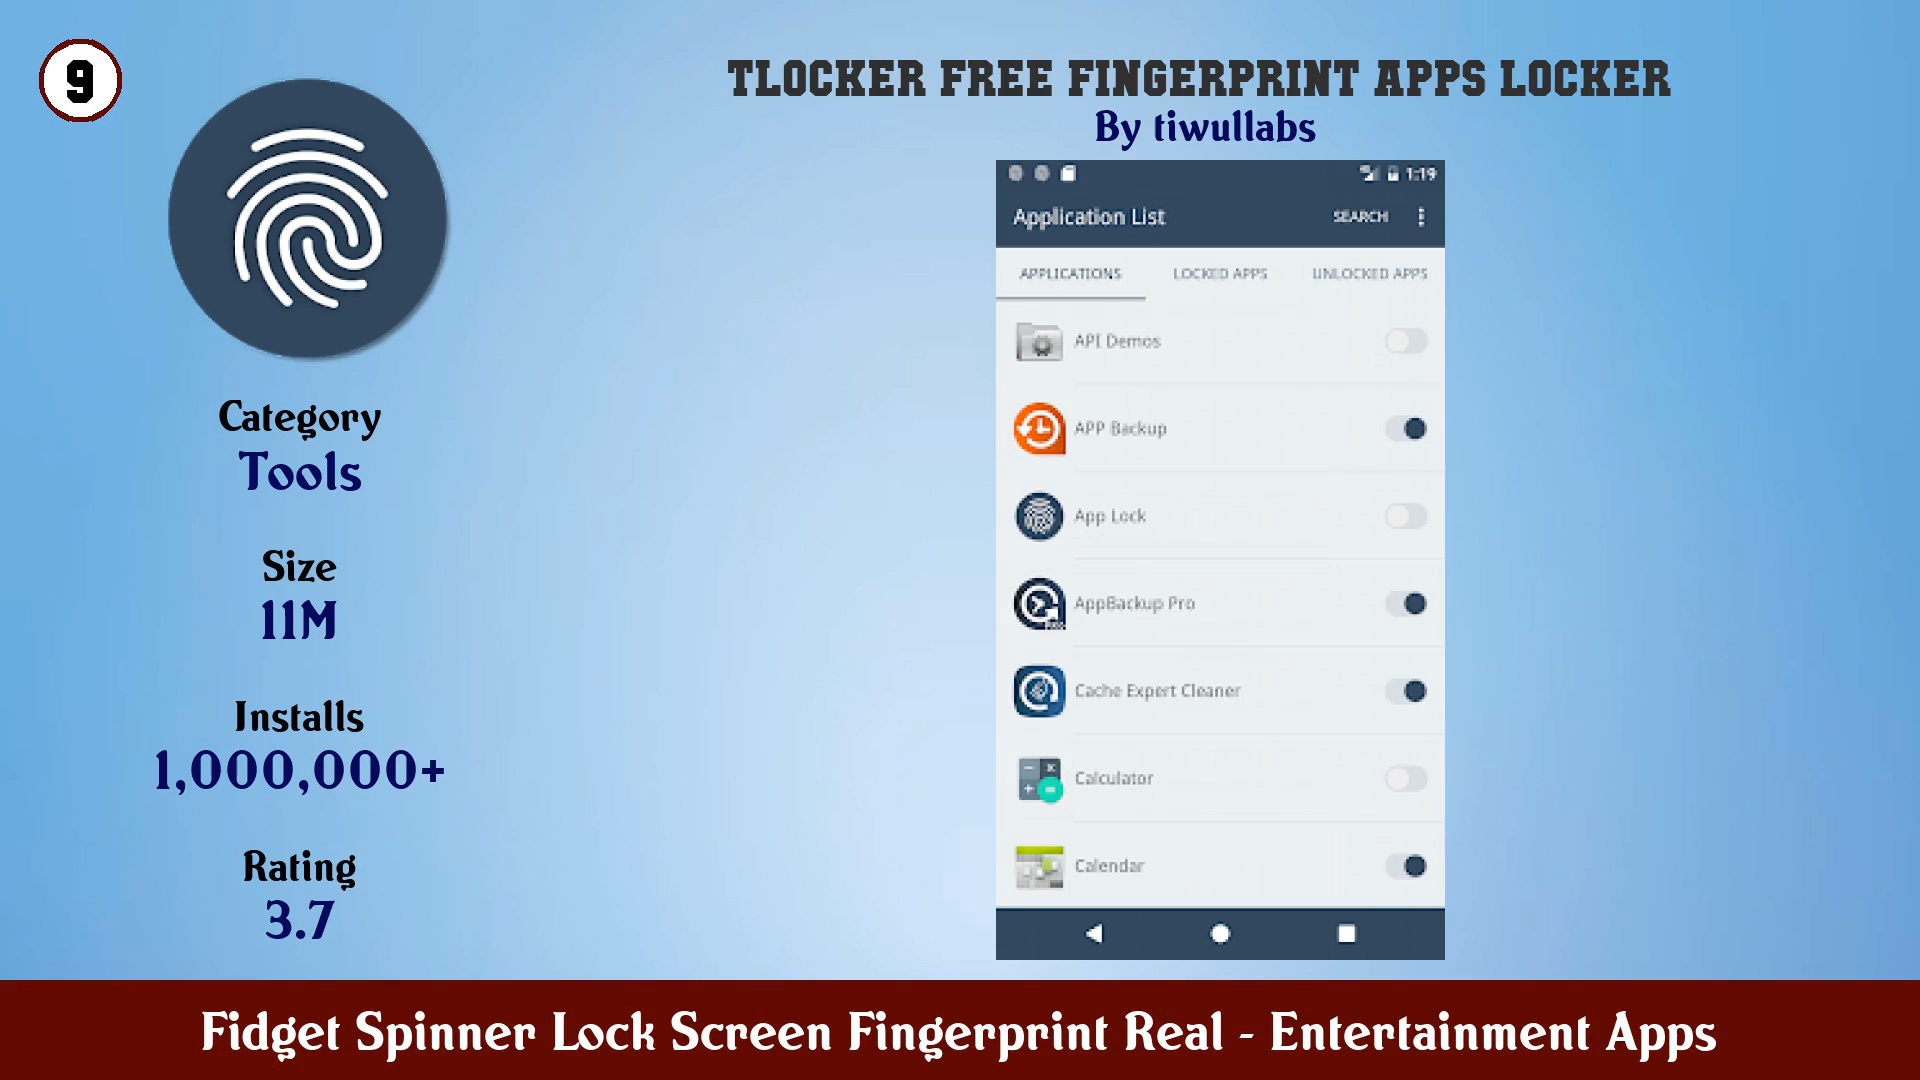 9
TLOCKER FREE FINGERPRINT APPS LOCKER
By tiwullabs
Category
Tools
Size
11M
Installs
1,000,000+
Rating
3.7
1:19
Application List
SEARCH
APPLICATIONS
LOCKED APPS
UNLOCKED APPS
API Demos
APP Backup
App Lock
AppBackup Pro
Cache Expert Cleaner
Calculator
Calendar
Fidget Spinner Lock Screen Fingerprint Real - Entertainment Apps